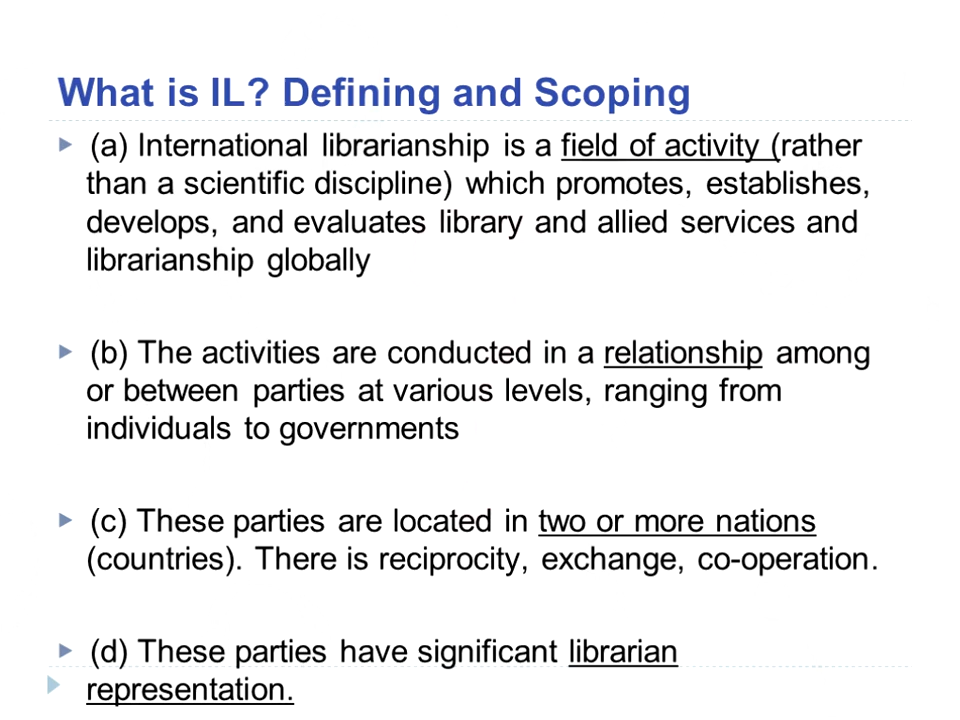 What is IL? Defining and Scoping
(a) International librarianship is a field of activity (rather
than a scientific discipline) which promotes, establishes,
develops, and evaluates library and allied services and
librarianship globally
(b) The activities are conducted in a relationship among
or between parties at various levels, ranging from
individuals to governments
(c) These parties are located in two or more nations
(countries). There is reciprocity, exchange, co-operation.
(d) These parties have significant librarian
representation.